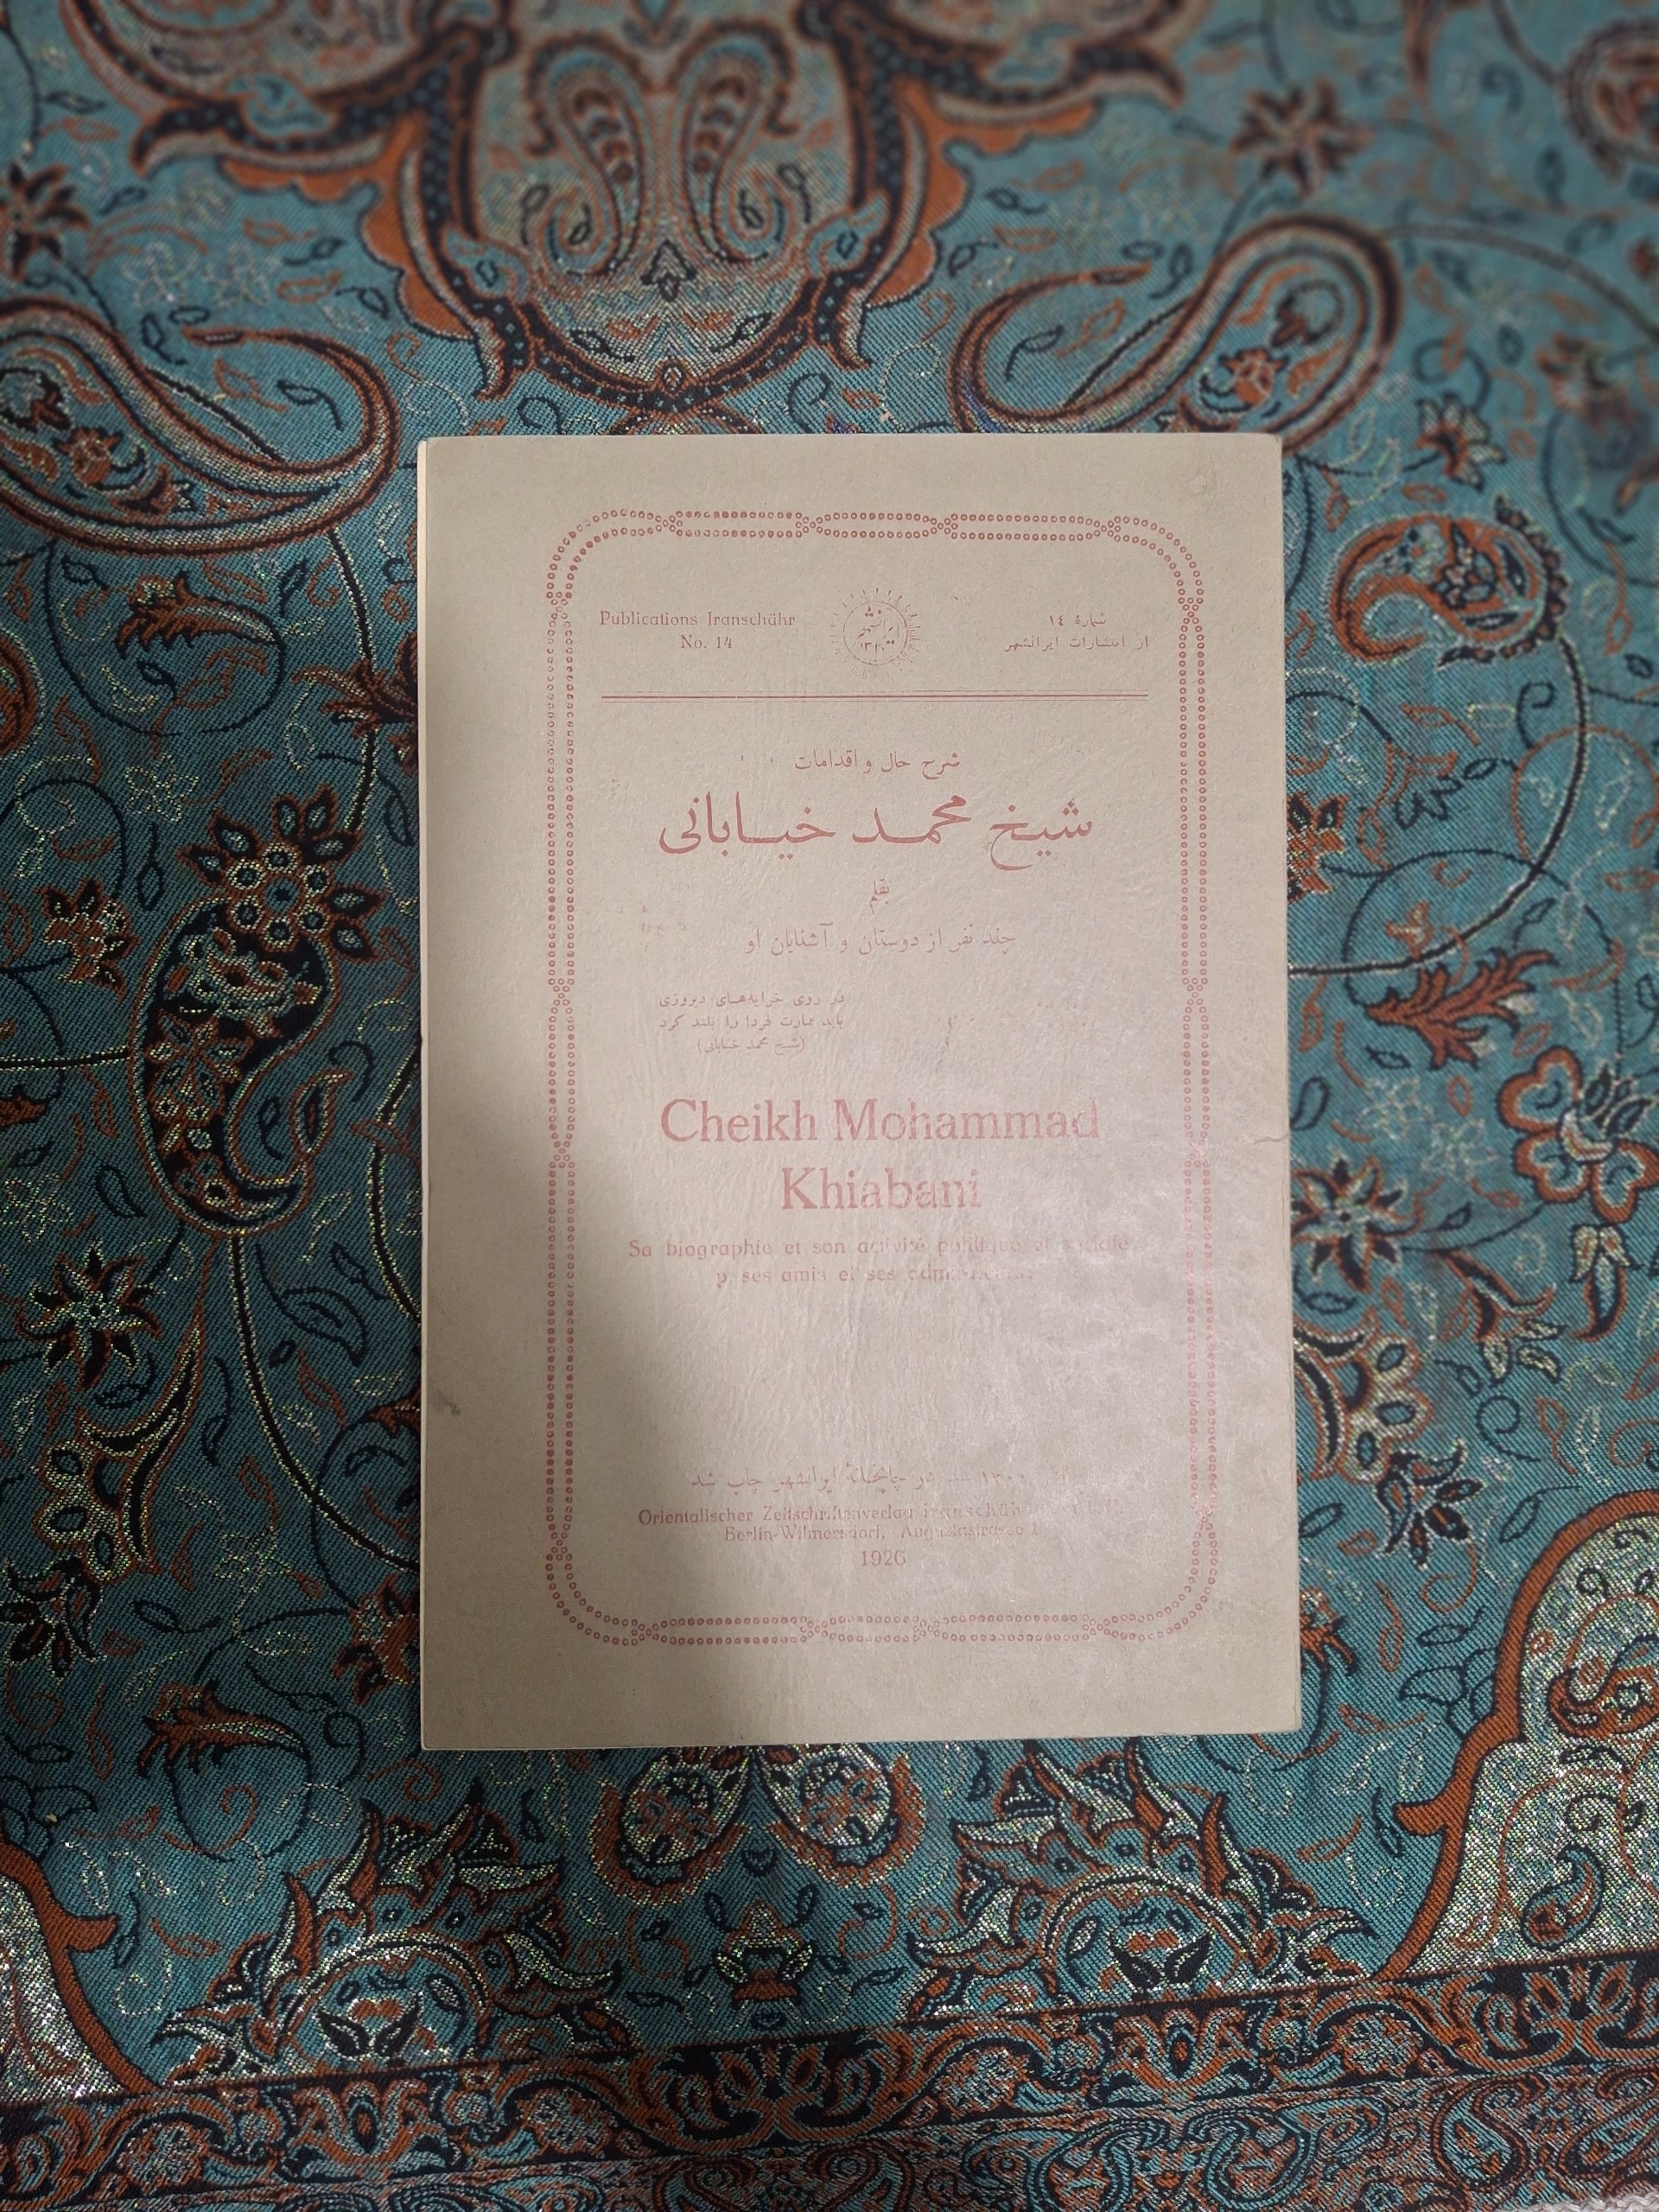 Publications Iranschähr
No. 14
ایرانشهر
شمارهٔ ١٤
از انتشارات ایرانشهر
شرح حال و اقدامات
شیخ محمد خیابانی
بقلم
چند نفر از دوستان و آشنایان او
در روی خرابه‌های دیروزی
باید عمارت فردا را بلند کرد
(شیخ محمد خیابانی)
Cheikh Mohammad
Khiabani
Sa biographie et son activité politique et sociale
p. ses amis et ses
در چاپخانهٔ ایرانشهر چاپ شد
Orientalischer Zeitschriftenverlag Iranschähr
Berlin-Wilmersdorf, Augustastrasse 1
1926